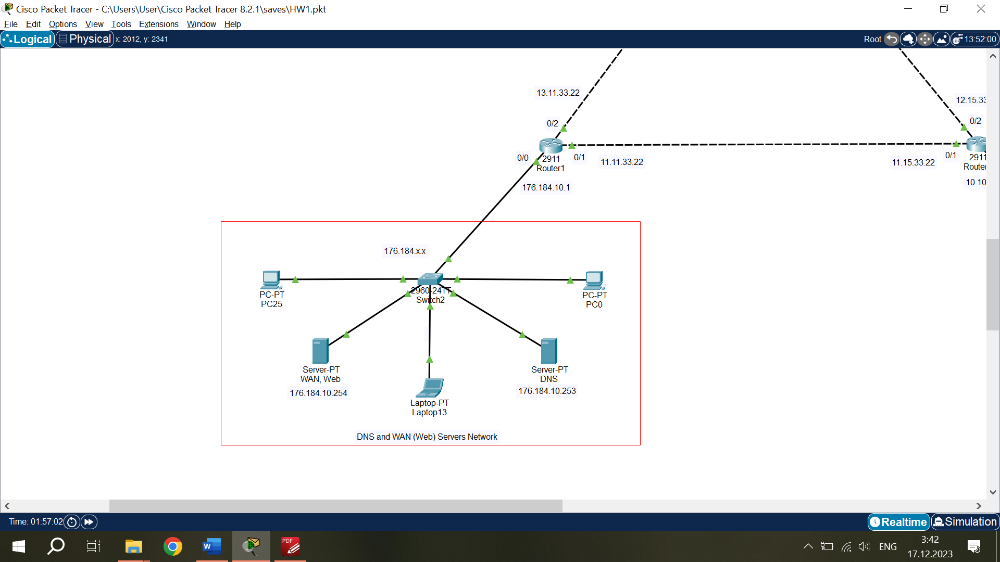 Cisco Packet Tracer - C:\Users\User\Cisco Packet Tracer 8.2.1\saves\HW1.pkt
File Edit Options View Tools Extensions Window Help
Logical Physical x: 2012, y: 2341 Root 13:52:00
13.11.33.22
12.15.33
0/2
0/2
0/0
2911
Router1
0/1
11.11.33.22
11.15.33.22
0/1
2911
Router
176.184.10.1
10.10
176.184.x.x
PC-PT
PC25
2960-24TT
Switch2
PC-PT
PC0
Server-PT
WAN, Web
176.184.10.254
Server-PT
DNS
176.184.10.253
Laptop-PT
Laptop13
DNS and WAN (Web) Servers Network
Time: 01:57:02 Realtime Simulation
W
PDF
ENG
3:42
17.12.2023